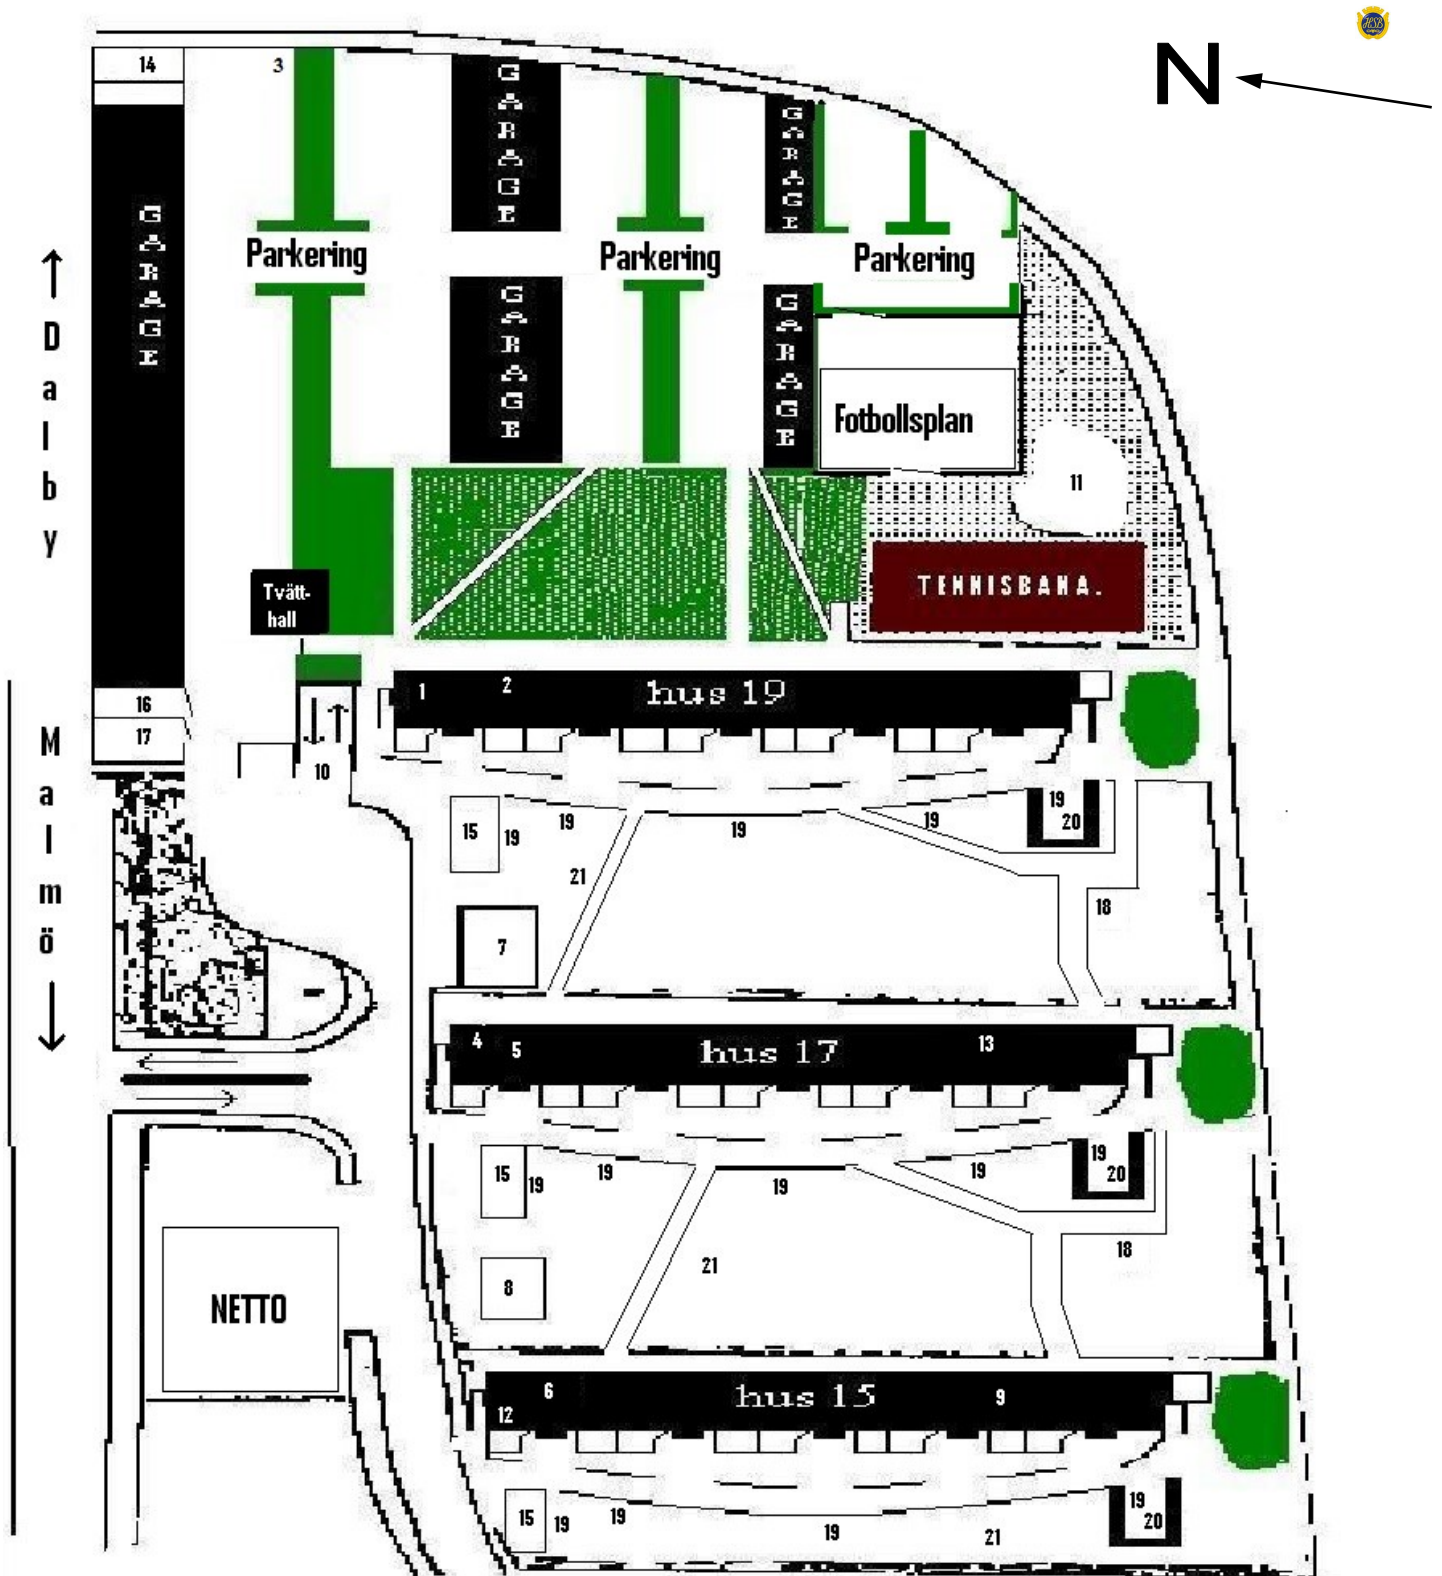 HSB
N
14
3
GARAGE
GARAGE
GARAGE
GARAGE
Parkering
Parkering
Parkering
GARAGE
GARAGE
Dalby
Fotbollsplan
11
TENNISBANA.
Tvätt-
hall
1
2
hus 19
16
17
10
Malmö
15
19
19
19
19
19
20
21
18
7
4
5
hus 17
13
15
19
19
19
19
19
20
21
18
8
NETTO
6
hus 15
9
12
15
19
19
19
21
19
20